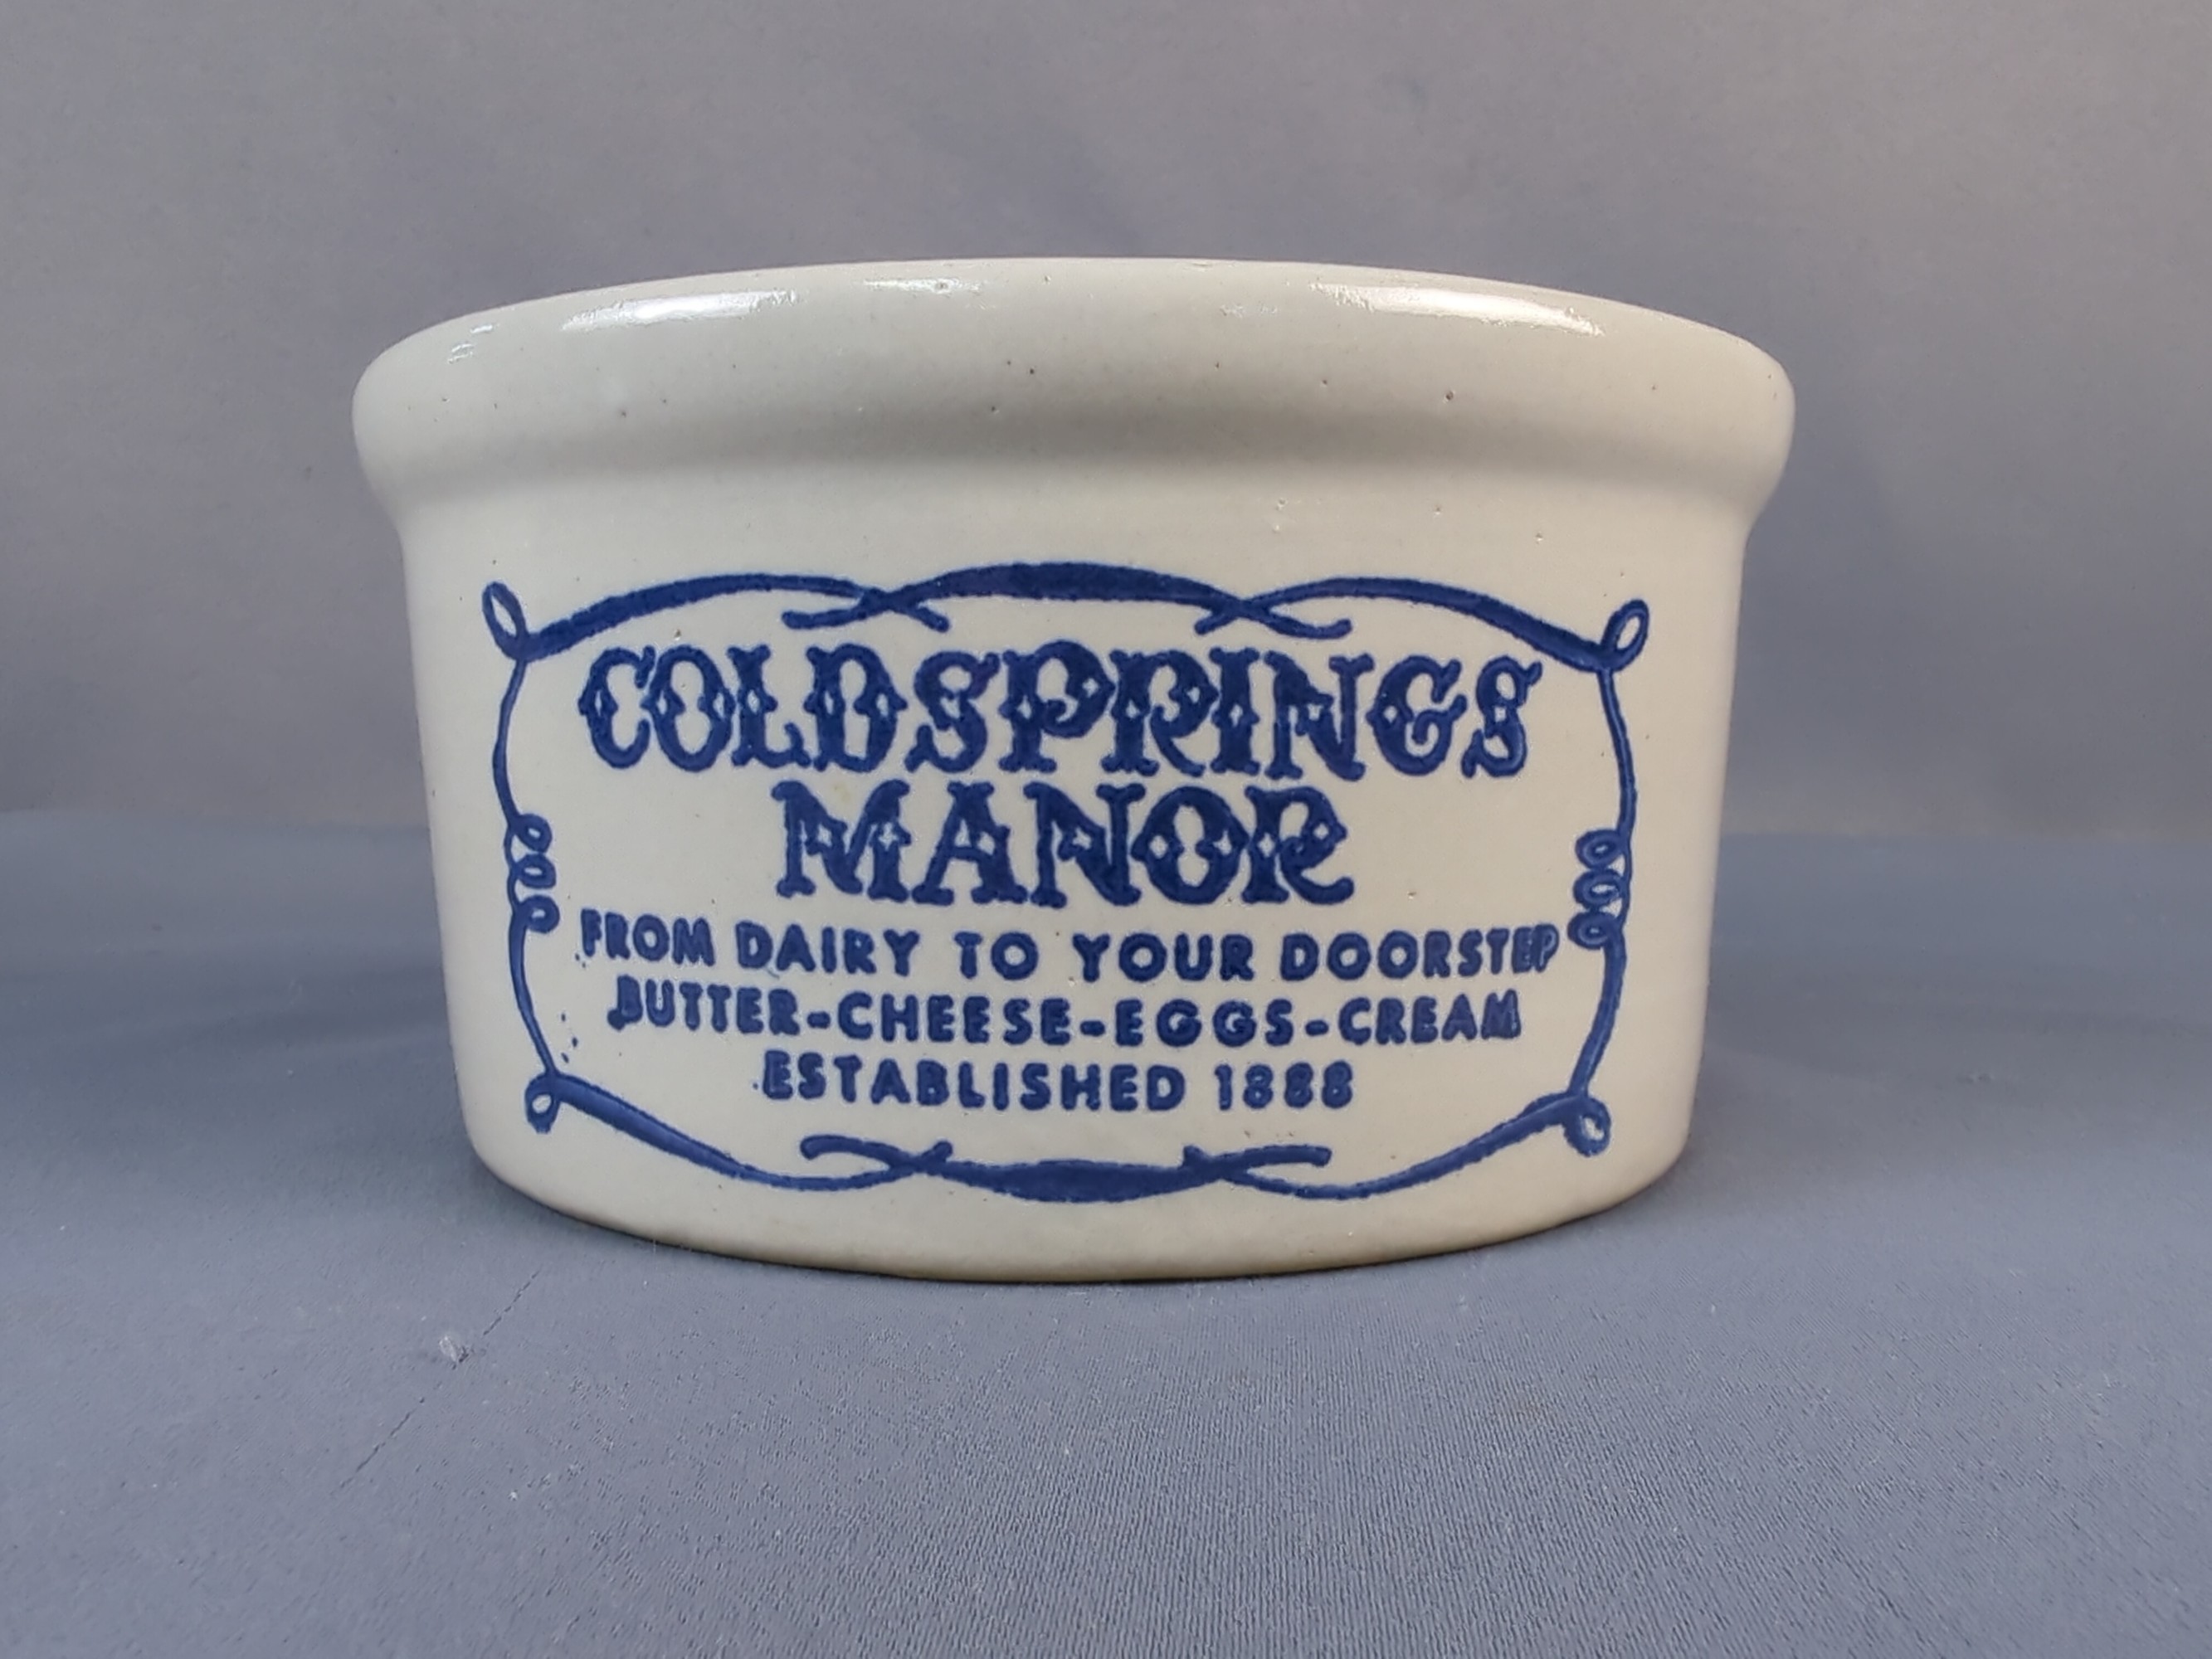 COLDSPRINGS
MANOR
FROM DAIRY TO YOUR DOORSTEP
BUTTER-CHEESE-EGGS-CREAM
ESTABLISHED 1888